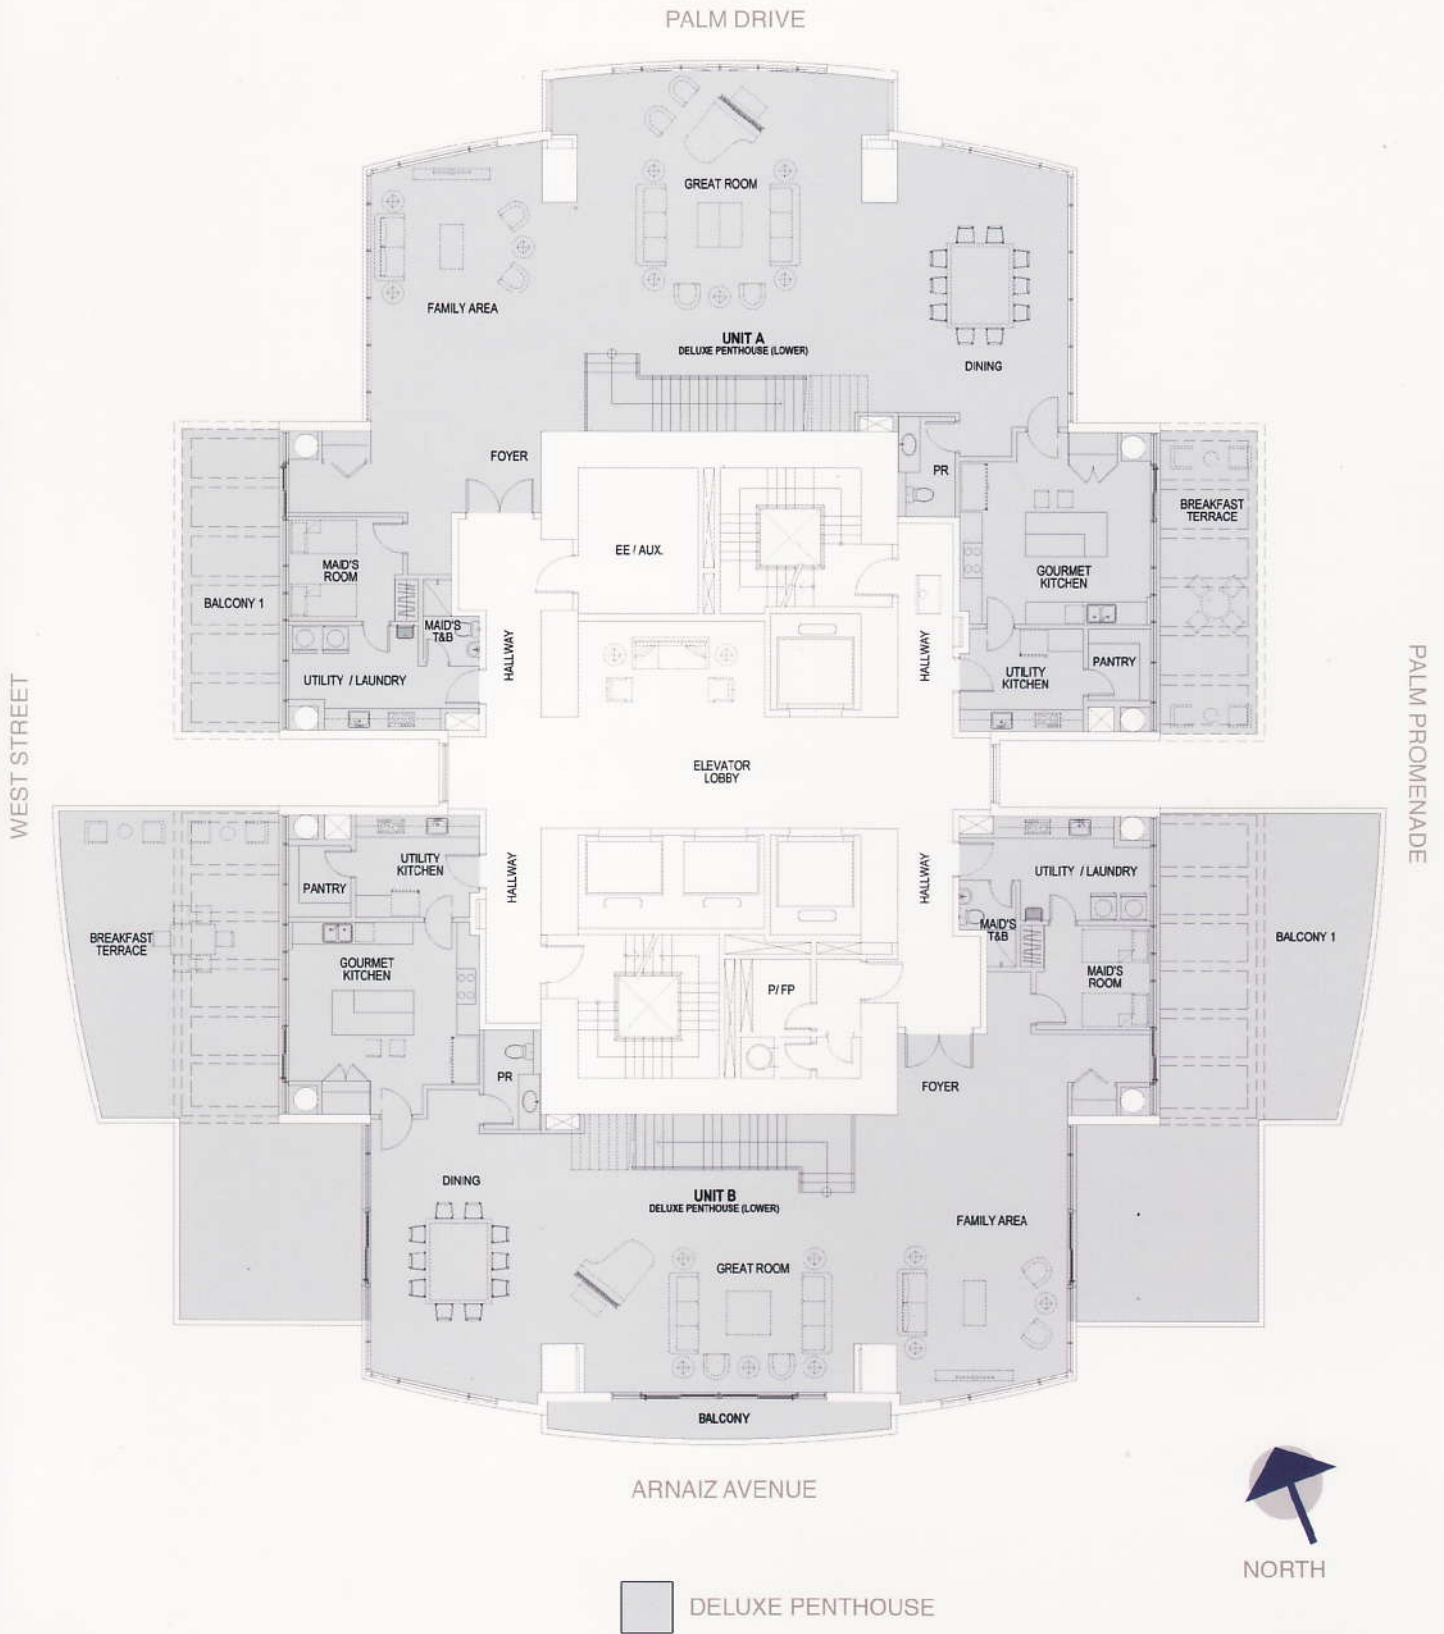 PALM DRIVE
GREAT ROOM
FAMILY AREA
UNIT A
DELUXE PENTHOUSE (LOWER)
DINING
FOYER
PR
BREAKFAST
TERRACE
EE / AUX.
MAID'S
ROOM
GOURMET
KITCHEN
BALCONY 1
MAID'S
T&B
HALLWAY
HALLWAY
UTILITY / LAUNDRY
UTILITY
KITCHEN
PANTRY
WEST STREET
PALM PROMENADE
ELEVATOR
LOBBY
UTILITY
KITCHEN
PANTRY
HALLWAY
HALLWAY
UTILITY / LAUNDRY
BREAKFAST
TERRACE
MAID'S
T&B
BALCONY 1
GOURMET
KITCHEN
MAID'S
ROOM
P/FP
PR
FOYER
DINING
UNIT B
DELUXE PENTHOUSE (LOWER)
FAMILY AREA
GREAT ROOM
BALCONY
ARNAIZ AVENUE
NORTH
DELUXE PENTHOUSE